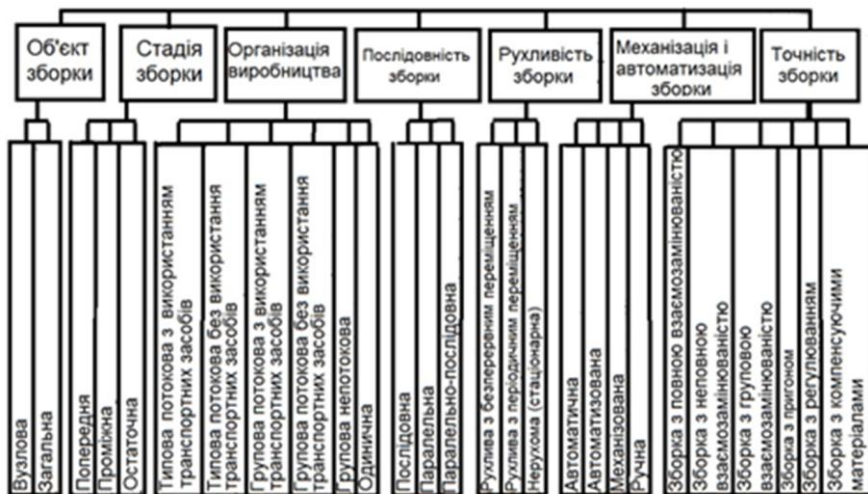 Об'єкт
зборки
Стадія
зборки
Організація
виробництва
Послідовність
зборки
Рухливість
зборки
Механізація і
автоматизація
зборки
Точність
зборки
Вузлова
Загальна
Попередня
Проміжна
Остаточна
Типова потокова з використанням
транспортних засобів
Типова потокова без використання
транспортних засобів
Групова потокова з використанням
транспортних засобів
Групова потокова без використання
транспортних засобів
Групова непотокова
Одинична
Послідовна
Паралельна
Паралельно-послідовна
Рухлива з безперервним переміщенням
Рухлива з періодичним переміщенням
Нерухома (стаціонарна)
Автоматична
Автоматизована
Механізована
Ручна
Зборка з повною взаємозамінюваністю
Зборка з неповною
взаємозамінюваністю
Зборка з груповою
взаємозамінюваністю
Зборка з пригоном
Зборка з регулюванням
Зборка з компенсуючими
матеріалами